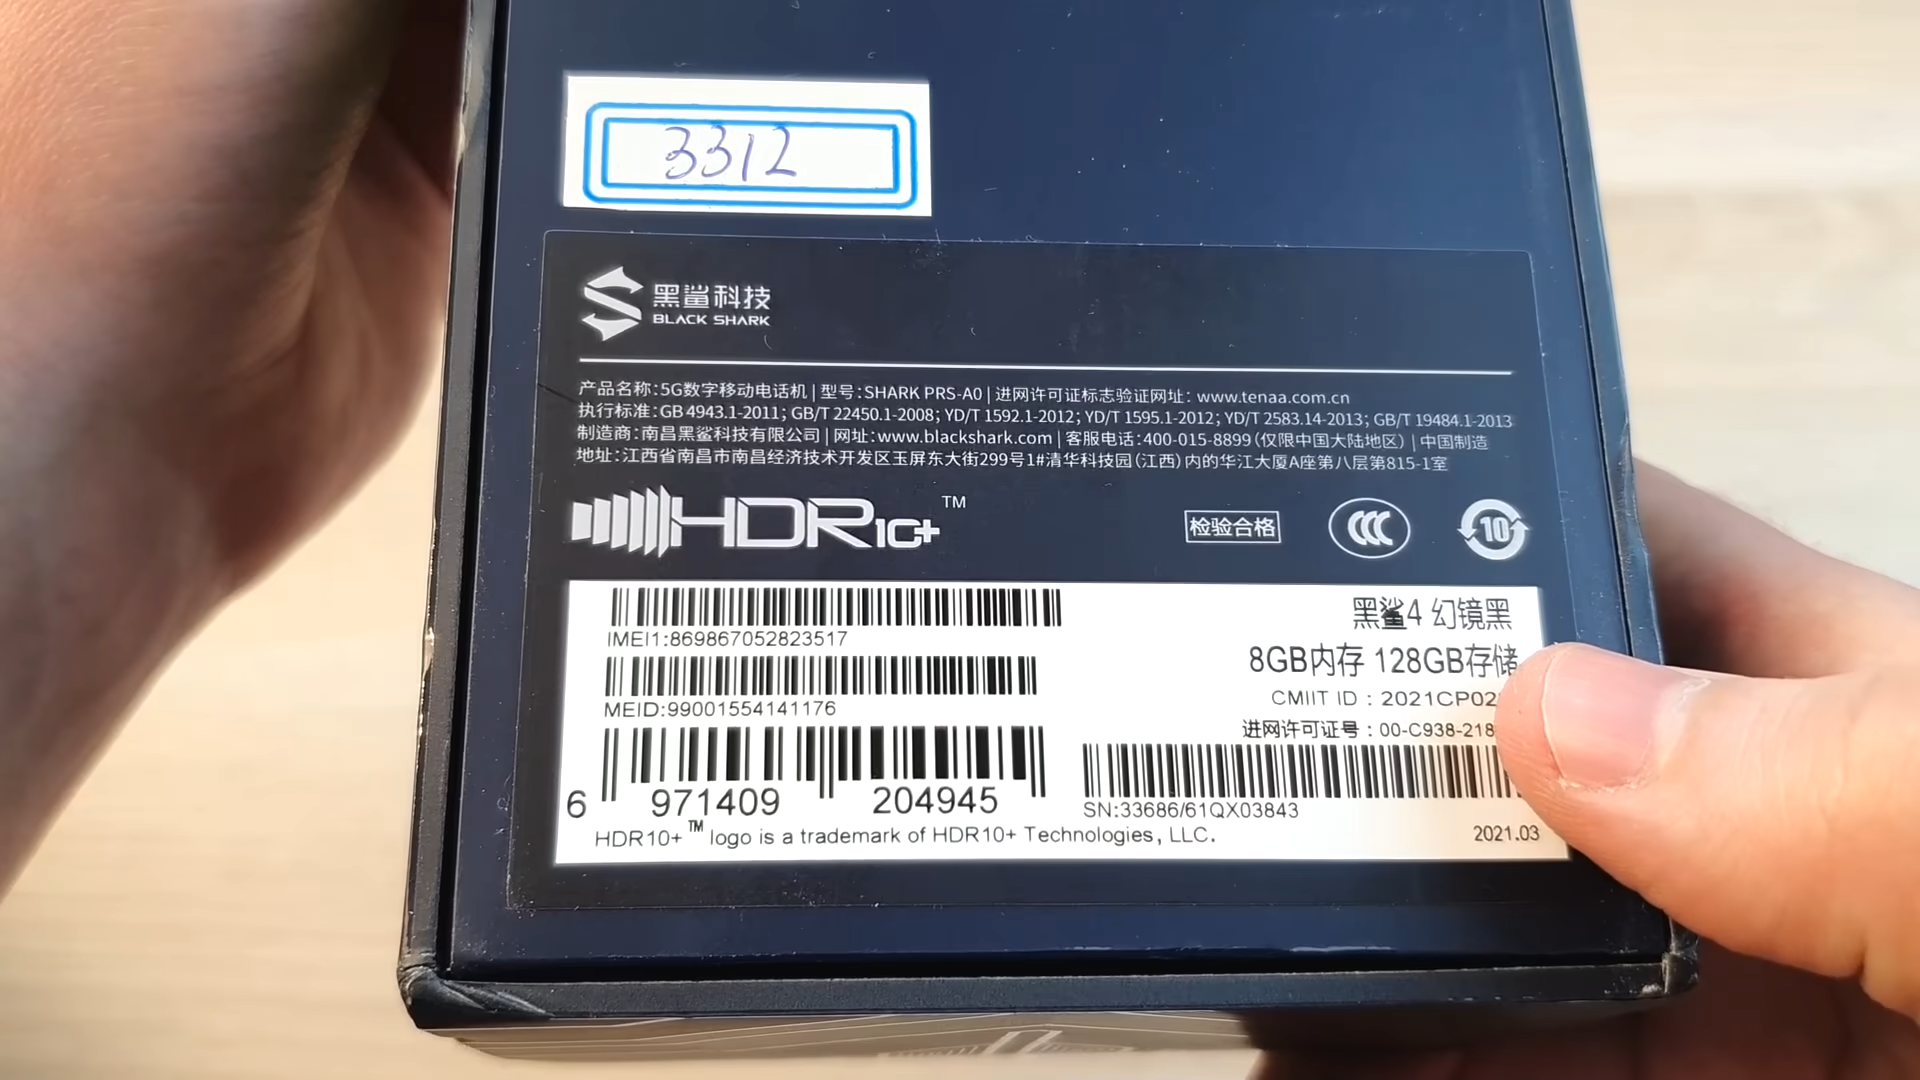 3312
黑鲨科技
BLACK SHARK
产品名称:5G数字移动电话机 | 型号:SHARK PRS-A0 | 进网许可证标志验证网址: www.tenaa.com.cn
执行标准:GB 4943.1-2011; GB/T 22450.1-2008; YD/T 1592.1-2012; YD/T 1595.1-2012; YD/T 2583.14-2013; GB/T 19484.1-2013
制造商:南昌黑鲨科技有限公司 | 网址:www.blackshark.com | 客服电话:400-015-8899(仅限中国大陆地区) | 中国制造
地址:江西省南昌市南昌经济技术开发区玉屏东大街299号1#清华科技园(江西)内的华江大厦A座第八层第815-1室
HDR10+™
检验合格
CCC
10
黑鲨4 幻镜黑
8GB内存 128GB存储
CMIIT ID : 2021CP02
进网许可证号 : 00-C938-218
IMEI1:869867052823517
MEID:99001554141176
6 971409 204945
SN:33686/61QX03843
HDR10+™ logo is a trademark of HDR10+ Technologies, LLC.
2021.03